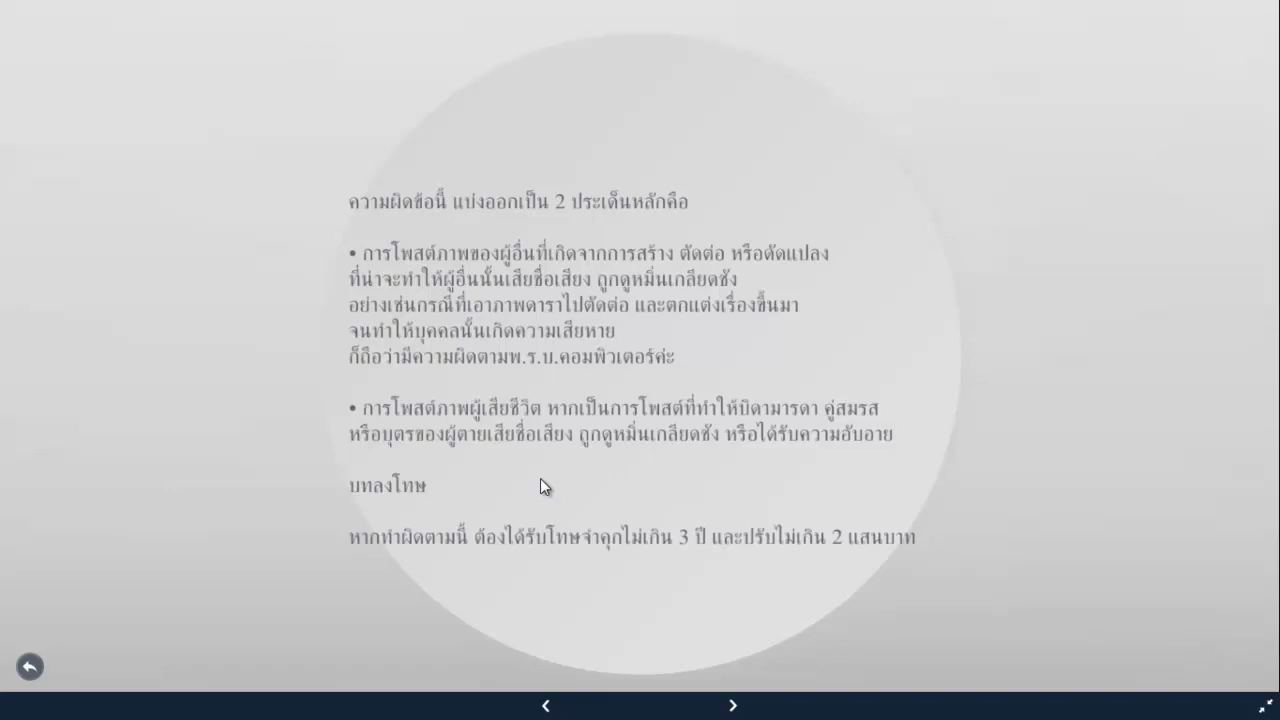 ความผิดข้อนี้ แบ่งออกเป็น 2 ประเด็นหลักคือ
• การโพสต์ภาพของผู้อื่นที่เกิดจากการสร้าง ตัดต่อ หรือดัดแปลง
ที่น่าจะทำให้ผู้อื่นนั้นเสียชื่อเสียง ถูกดูหมิ่นเกลียดชัง
อย่างเช่นกรณีที่เอาภาพดาราไปตัดต่อ และตกแต่งเรื่องขึ้นมา
จนทำให้บุคคลนั้นเกิดความเสียหาย
ก็ถือว่ามีความผิดตามพ.ร.บ.คอมพิวเตอร์ค่ะ
• การโพสต์ภาพผู้เสียชีวิต หากเป็นการโพสต์ที่ทำให้บิดามารดา คู่สมรส
หรือบุตรของผู้ตายเสียชื่อเสียง ถูกดูหมิ่นเกลียดชัง หรือได้รับความอับอาย
บทลงโทษ
หากทำผิดตามนี้ ต้องได้รับโทษจำคุกไม่เกิน 3 ปี และปรับไม่เกิน 2 แสนบาท